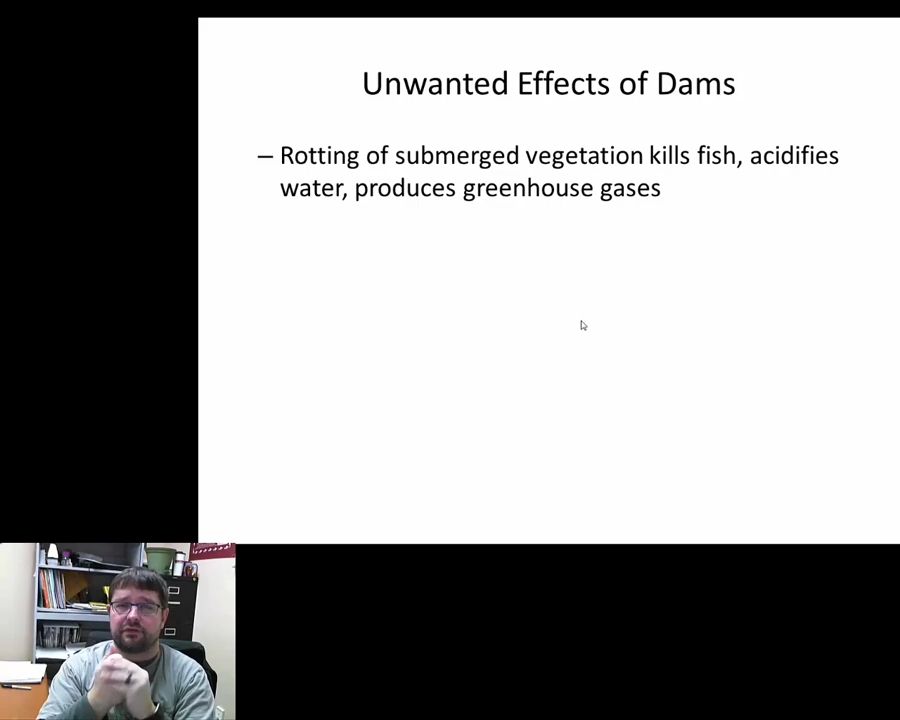 Unwanted Effects of Dams
– Rotting of submerged vegetation kills fish, acidifies
water, produces greenhouse gases